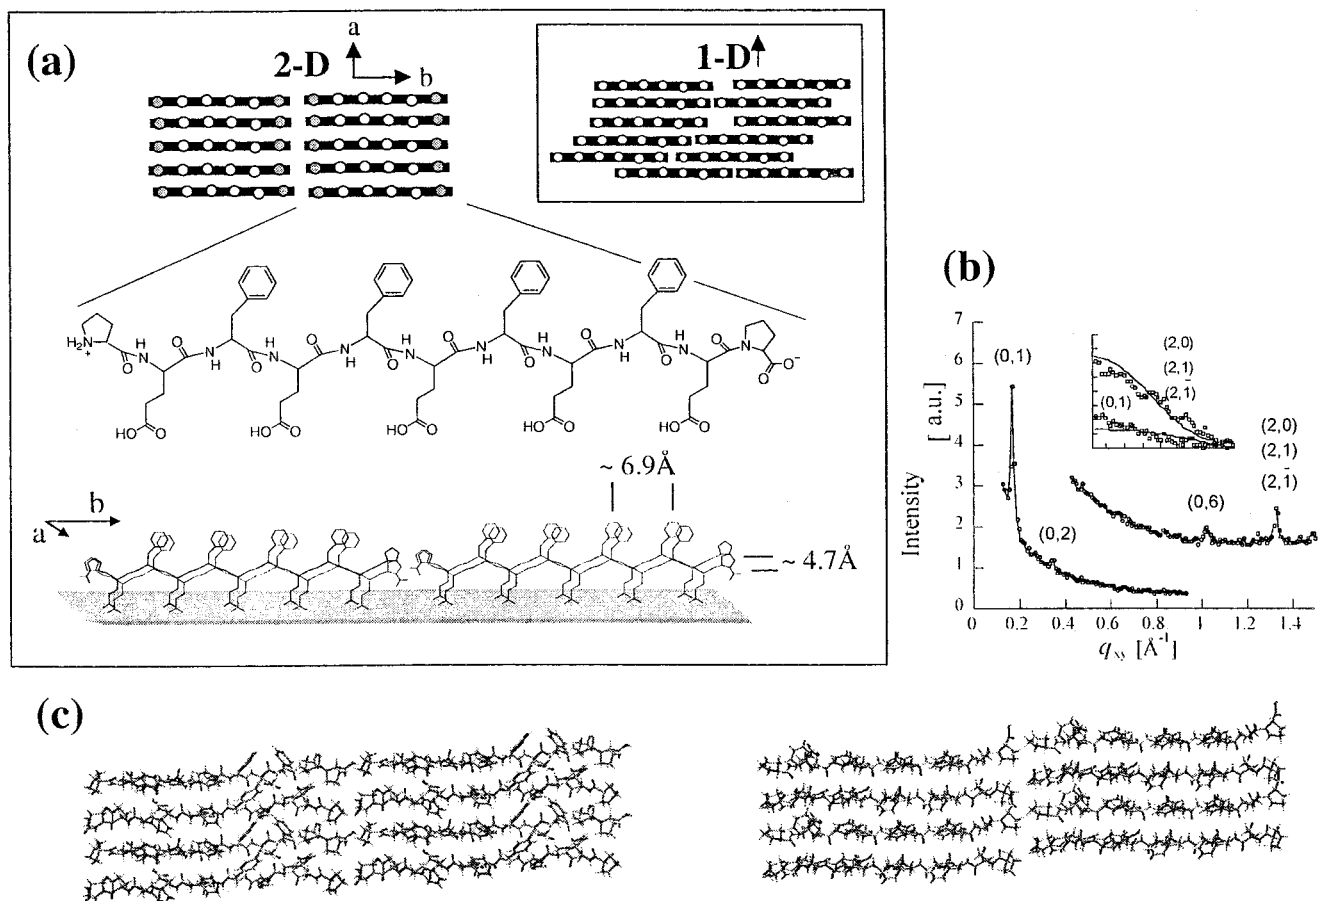 (a)
2-D
a
b
1-D
H2N
+
O
H
N
O
H
N
O
H
N
O
H
N
O
H
N
O
H
N
O
H
N
O
H
N
O
H
N
O
N
O
O-
HO
O
HO
O
HO
O
HO
O
HO
O
~ 6.9Å
b
a
~ 4.7Å
(b)
7
6
5
4
3
2
1
0
Intensity [ a.u.]
(0,1)
(0,2)
(0,1)
(2,0)
(2,1)
(2,1̄)
(0,6)
(2,0)
(2,1)
(2,1̄)
0 0.2 0.4 0.6 0.8 1 1.2 1.4
qxy [Å-1]
(c)